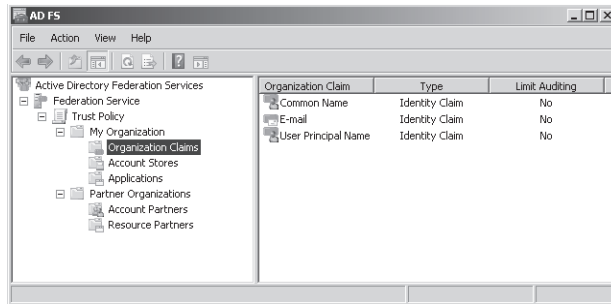 AD FS
File Action View Help
Active Directory Federation Services
Federation Service
Trust Policy
My Organization
Organization Claims
Account Stores
Applications
Partner Organizations
Account Partners
Resource Partners
Organization Claim Type Limit Auditing
Common Name Identity Claim No
E-mail Identity Claim No
User Principal Name Identity Claim No